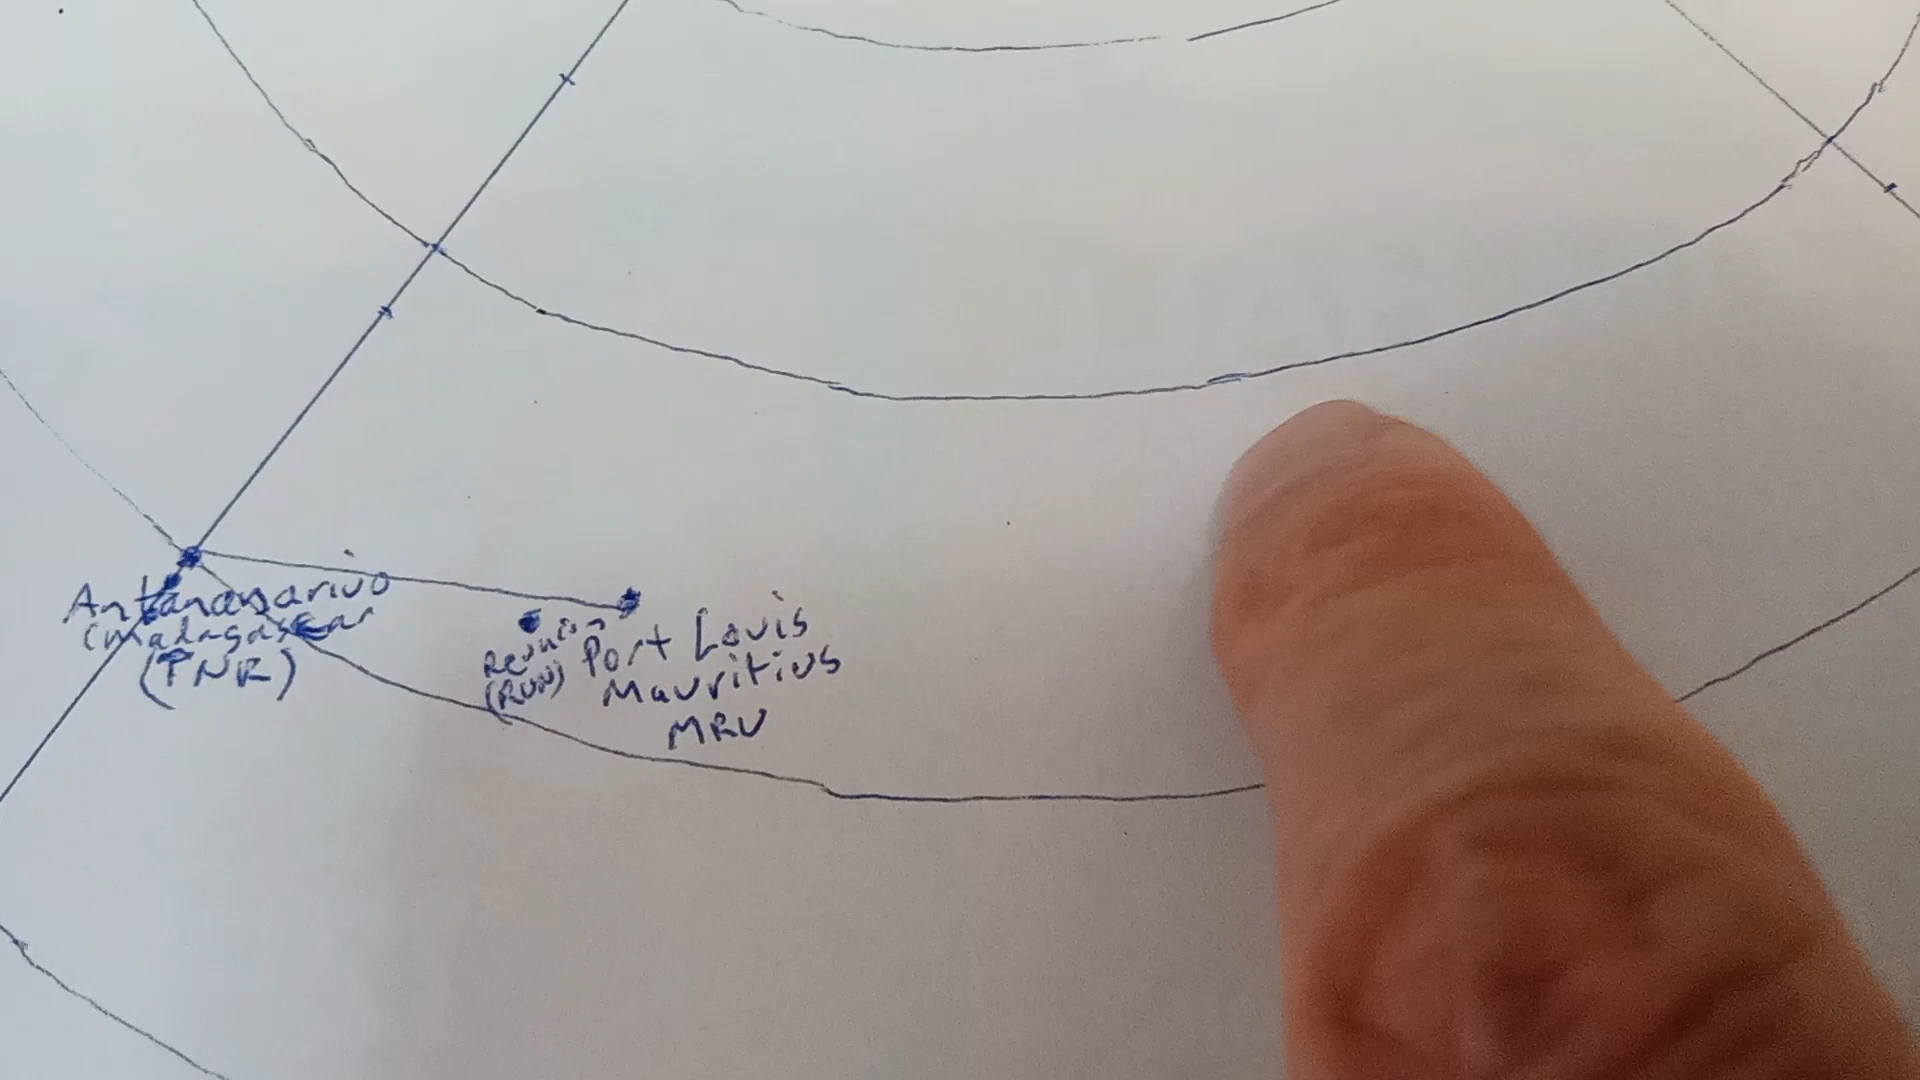 Antananarivo
(Madagascar
(TNR)
Reunion
(RUN)
Port Louis
Mauritius
MRU